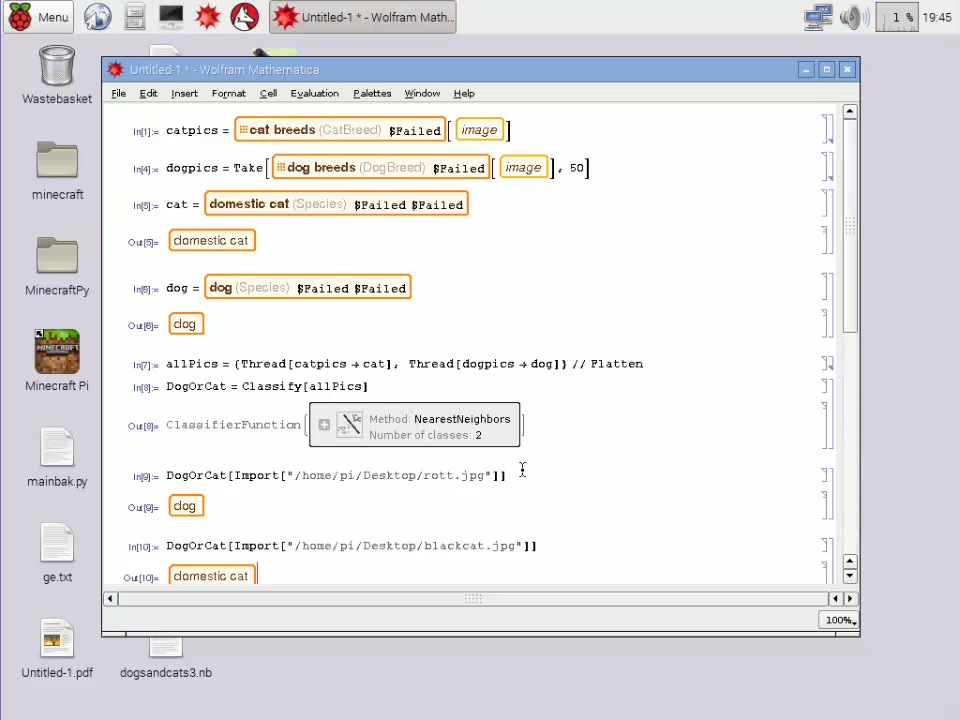 Menu
Untitled-1 * - Wolfram Math...
1 %
19:45
Wastebasket
minecraft
MinecraftPy
Minecraft Pi
mainbak.py
ge.txt
Untitled-1.pdf
dogsandcats3.nb
Untitled-1 * - Wolfram Mathematica
File Edit Insert Format Cell Evaluation Palettes Window Help
In[1]:= catpics = cat breeds (CatBreed) $Failed [ image ]
In[4]:= dogpics = Take[ dog breeds (DogBreed) $Failed [ image ], 50]
In[5]:= cat = domestic cat (Species) $Failed $Failed
Out[5]= domestic cat
In[6]:= dog = dog (Species) $Failed $Failed
Out[6]= dog
In[7]:= allPics = {Thread[catpics → cat], Thread[dogpics → dog]} // Flatten
In[8]:= DogOrCat = Classify[allPics]
Out[8]= ClassifierFunction[ Method: NearestNeighbors
Number of classes: 2 ]
In[9]:= DogOrCat[Import["/home/pi/Desktop/rott.jpg"]]
Out[9]= dog
In[10]:= DogOrCat[Import["/home/pi/Desktop/blackcat.jpg"]]
Out[10]= domestic cat
100%